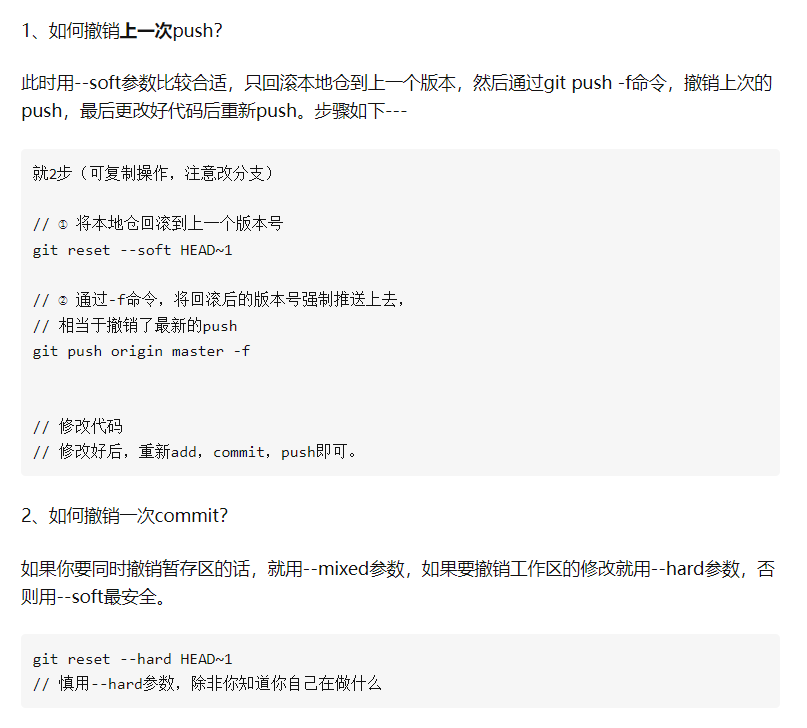 1、如何撤销上一次push？
此时用--soft参数比较合适，只回滚本地仓到上一个版本，然后通过git push -f命令，撤销上次的
push，最后更改好代码后重新push。步骤如下---
就2步（可复制操作，注意改分支）
// ① 将本地仓回滚到上一个版本号
git reset --soft HEAD~1
// ② 通过-f命令，将回滚后的版本号强制推送上去，
// 相当于撤销了最新的push
git push origin master -f
// 修改代码
// 修改好后，重新add，commit，push即可。
2、如何撤销一次commit？
如果你要同时撤销暂存区的话，就用--mixed参数，如果要撤销工作区的修改就用--hard参数，否
则用--soft最安全。
git reset --hard HEAD~1
// 慎用--hard参数，除非你知道你自己在做什么